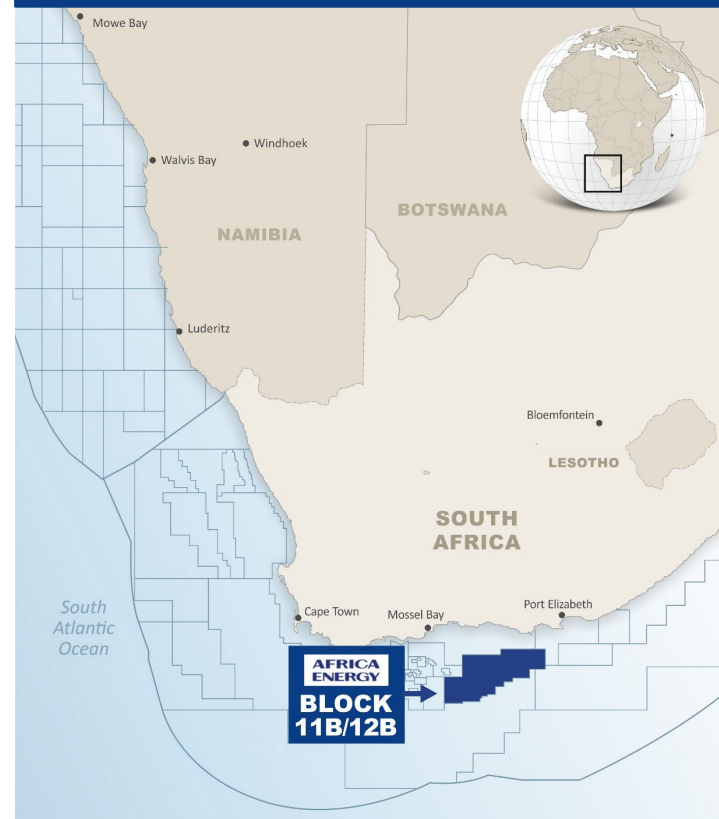 Mowe Bay
Windhoek
Walvis Bay
BOTSWANA
NAMIBIA
Luderitz
Bloemfontein
LESOTHO
SOUTH
AFRICA
South
Atlantic
Ocean
Cape Town
Mossel Bay
Port Elizabeth
AFRICA
ENERGY
BLOCK
11B/12B